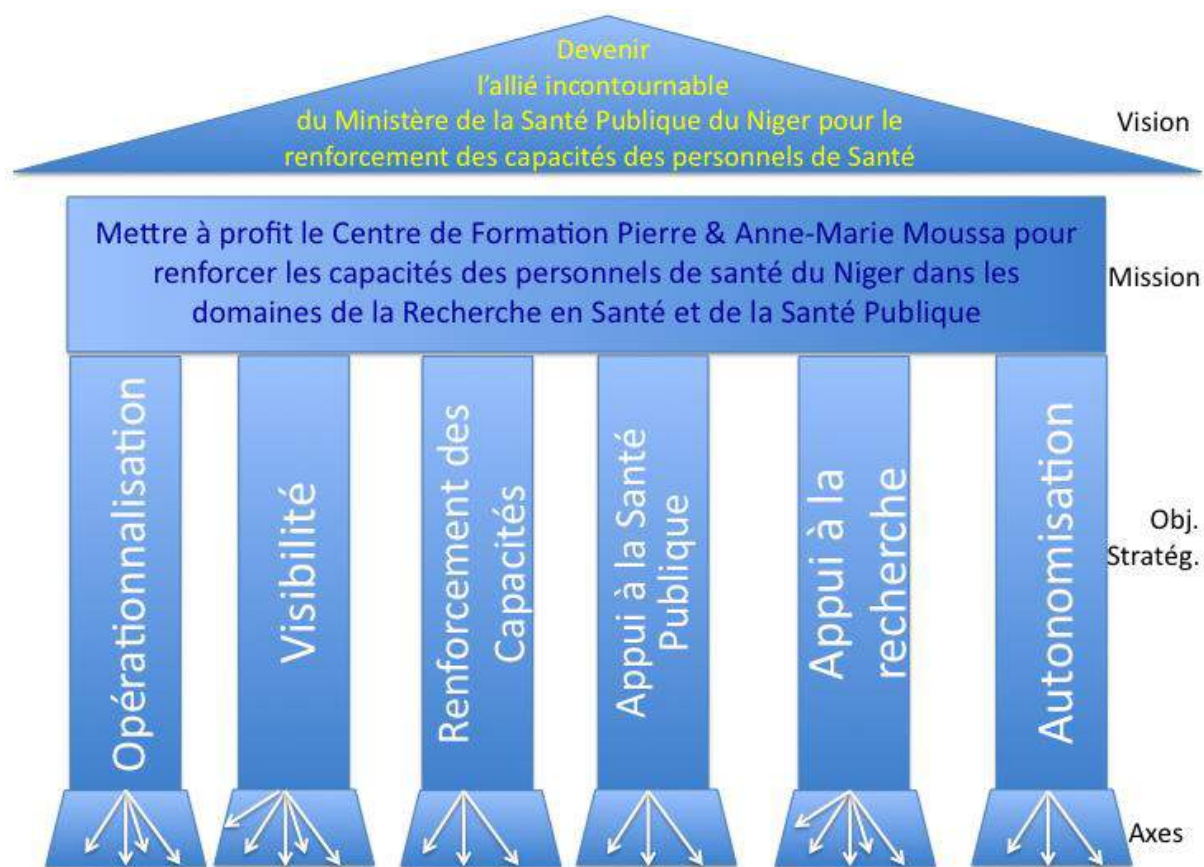 Devenir
l’allié incontournable
du Ministère de la Santé Publique du Niger pour le
renforcement des capacités des personnels de Santé
Vision
Mettre à profit le Centre de Formation Pierre & Anne-Marie Moussa pour
renforcer les capacités des personnels de santé du Niger dans les
domaines de la Recherche en Santé et de la Santé Publique
Mission
Opérationnalisation
Visibilité
Renforcement des
Capacités
Appui à la Santé
Publique
Appui à la
recherche
Autonomisation
Obj.
Stratég.
Axes